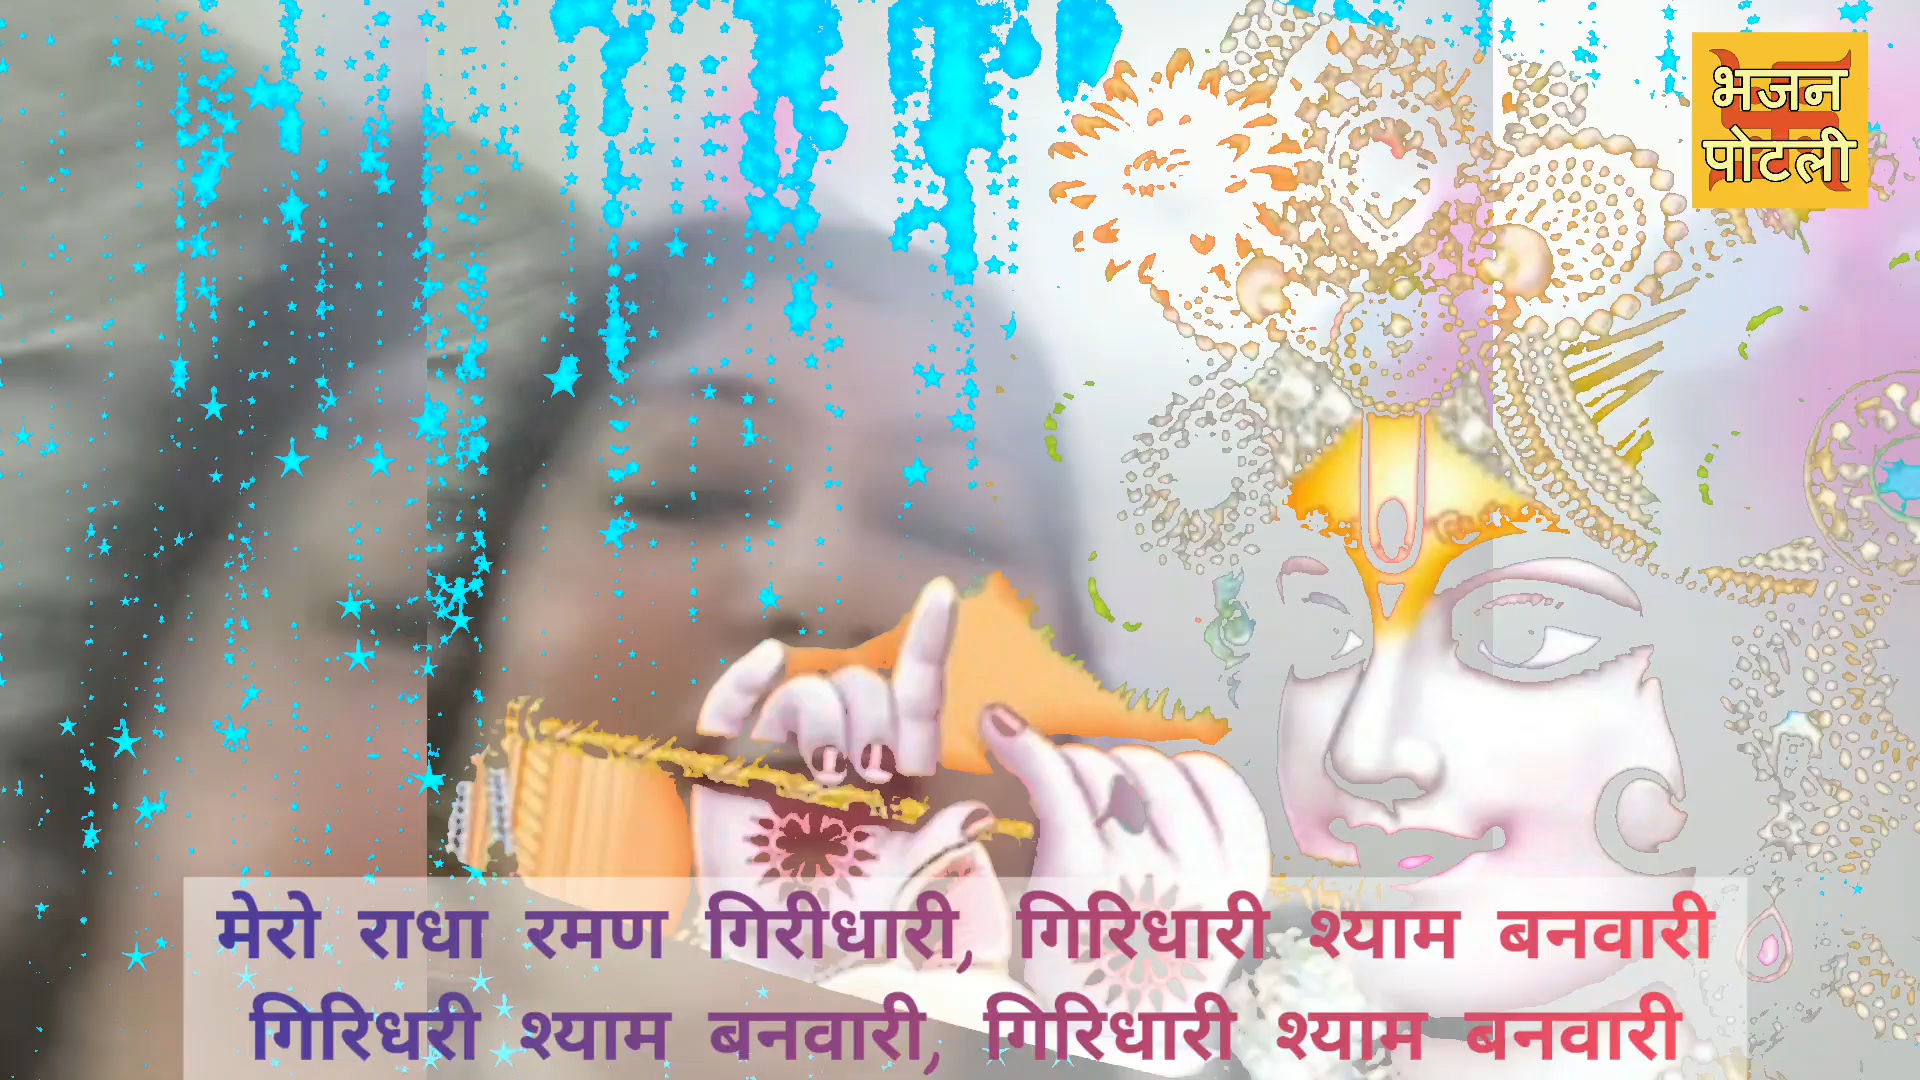 भजन
पोटली
मेरो राधा रमण गिरीधारी, गिरिधारी श्याम बनवारी
गिरिधरी श्याम बनवारी, गिरिधारी श्याम बनवारी